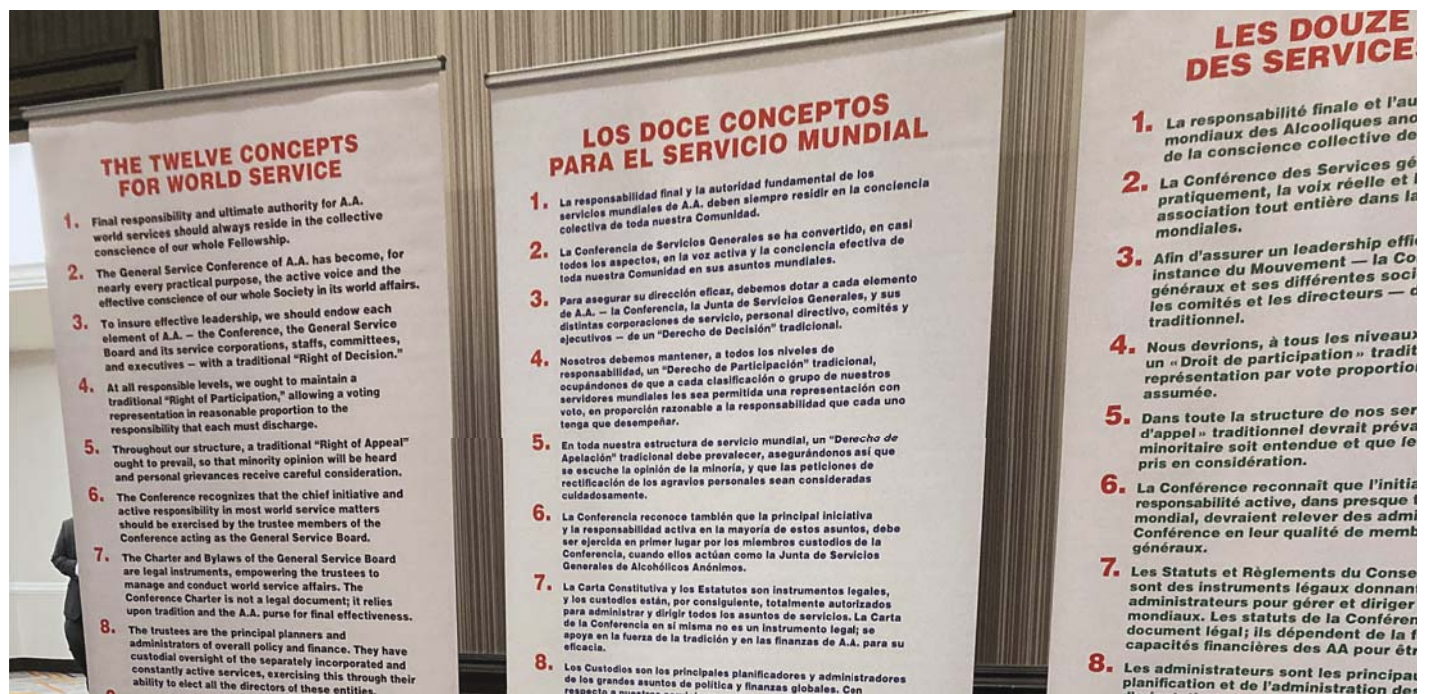 THE TWELVE CONCEPTS
FOR WORLD SERVICE
1. Final responsibility and ultimate authority for A.A.
world services should always reside in the collective
conscience of our whole Fellowship.
2. The General Service Conference of A.A. has become, for
nearly every practical purpose, the active voice and the
effective conscience of our whole Society in its world affairs.
3. To insure effective leadership, we should endow each
element of A.A. — the Conference, the General Service
Board and its service corporations, staffs, committees,
and executives — with a traditional “Right of Decision.”
4. At all responsible levels, we ought to maintain a
traditional “Right of Participation,” allowing a voting
representation in reasonable proportion to the
responsibility that each must discharge.
5. Throughout our structure, a traditional “Right of Appeal”
ought to prevail, so that minority opinion will be heard
and personal grievances receive careful consideration.
6. The Conference recognizes that the chief initiative and
active responsibility in most world service matters
should be exercised by the trustee members of the
Conference acting as the General Service Board.
7. The Charter and Bylaws of the General Service Board
are legal instruments, empowering the trustees to
manage and conduct world service affairs. The
Conference Charter is not a legal document; it relies
upon tradition and the A.A. purse for final effectiveness.
8. The trustees are the principal planners and
administrators of overall policy and finance. They have
custodial oversight of the separately incorporated and
constantly active services, exercising this through their
ability to elect all the directors of these entities.
LOS DOCE CONCEPTOS
PARA EL SERVICIO MUNDIAL
1. La responsabilidad final y la autoridad fundamental de los
servicios mundiales de A.A. deben siempre residir en la conciencia
colectiva de toda nuestra Comunidad.
2. La Conferencia de Servicios Generales se ha convertido, en casi
todos los aspectos, en la voz activa y la conciencia efectiva de
toda nuestra Comunidad en sus asuntos mundiales.
3. Para asegurar su dirección eficaz, debemos dotar a cada elemento
de A.A. — la Conferencia, la Junta de Servicios Generales, y sus
distintas corporaciones de servicio, personal directivo, comités y
ejecutivos — de un “Derecho de Decisión” tradicional.
4. Nosotros debemos mantener, a todos los niveles de
responsabilidad, un “Derecho de Participación” tradicional,
ocupándonos de que a cada clasificación o grupo de nuestros
servidores mundiales les sea permitida una representación con
voto, en proporción razonable a la responsabilidad que cada uno
tenga que desempeñar.
5. En toda nuestra estructura de servicio mundial, un “Derecho de
Apelación” tradicional debe prevalecer, asegurándonos así que
se escuche la opinión de la minoría, y que las peticiones de
rectificación de los agravios personales sean consideradas
cuidadosamente.
6. La Conferencia reconoce también que la principal iniciativa
y la responsabilidad activa en la mayoría de estos asuntos, debe
ser ejercida en primer lugar por los miembros custodios de la
Conferencia, cuando ellos actúan como la Junta de Servicios
Generales de Alcohólicos Anónimos.
7. La Carta Constitutiva y los Estatutos son instrumentos legales,
y los custodios están, por consiguiente, totalmente autorizados
para administrar y dirigir todos los asuntos de servicios. La Carta
de la Conferencia en sí misma no es un instrumento legal; se
apoya en la fuerza de la tradición y en las finanzas de A.A. para su
eficacia.
8. Los Custodios son los principales planificadores y administradores
de los grandes asuntos de política y finanzas globales. Con
respecto a
LES DOUZE
DES SERVICE
1. La responsabilité finale et l'au
mondiaux des Alcooliques ano
de la conscience collective de
2. La Conférence des Services gé
pratiquement, la voix réelle et
association tout entière dans la
mondiales.
3. Afin d'assurer un leadership effi
instance du Mouvement — la Co
généraux et ses différentes soci
les comités et les directeurs —
traditionnel.
4. Nous devrions, à tous les niveaux
un « Droit de participation » tradit
représentation par vote proportio
assumée.
5. Dans toute la structure de nos ser
d'appel » traditionnel devrait préva
minoritaire soit entendue et que le
pris en considération.
6. La Conférence reconnaît que l'initia
responsabilité active, dans presque
mondial, devraient relever des admi
Conférence en leur qualité de memb
généraux.
7. Les Statuts et Règlements du Conse
sont des instruments légaux donnant
administrateurs pour gérer et diriger
mondiaux. Les statuts de la Conféren
document légal; ils dépendent de la
capacités financières des AA pour êtr
8. Les administrateurs sont les principau
planification et de l'administration des